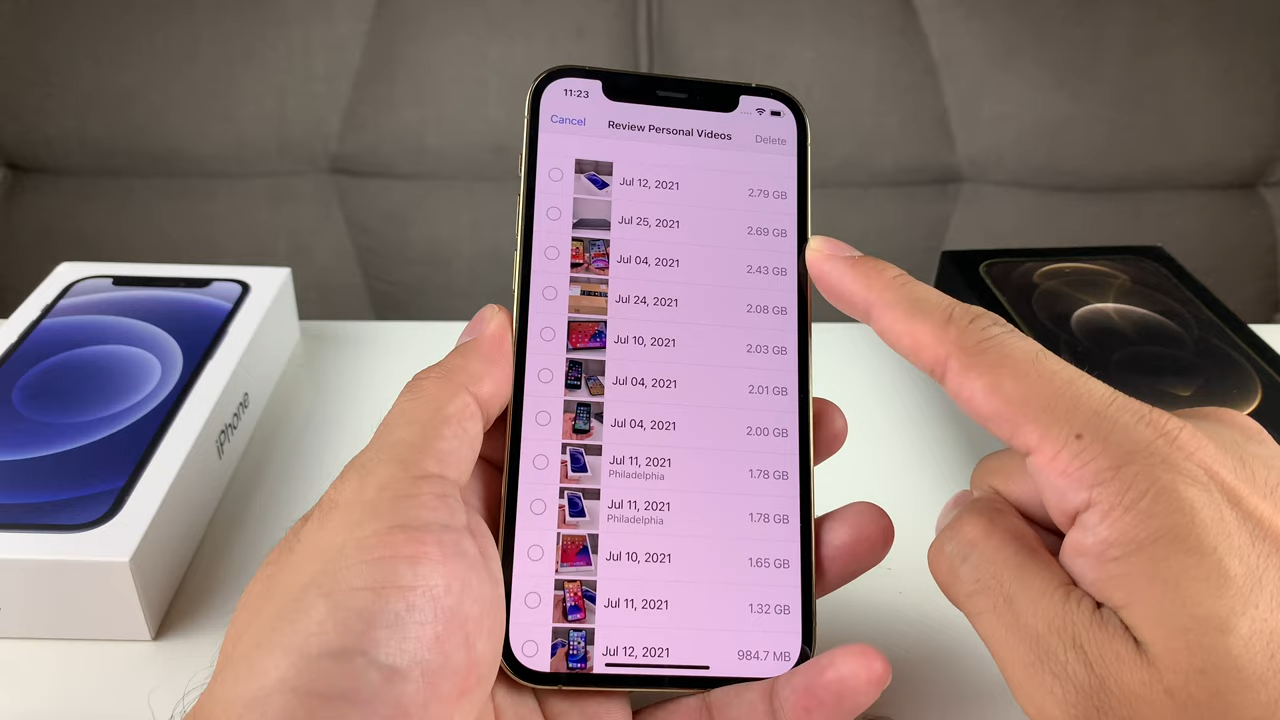 11:23
Cancel Review Personal Videos Delete
Jul 12, 2021 2.79 GB
Jul 25, 2021 2.69 GB
Jul 04, 2021 2.43 GB
Jul 24, 2021 2.08 GB
Jul 10, 2021 2.03 GB
Jul 04, 2021 2.01 GB
Jul 04, 2021 2.00 GB
Jul 11, 2021 1.78 GB
Philadelphia
Jul 11, 2021 1.78 GB
Philadelphia
Jul 10, 2021 1.65 GB
Jul 11, 2021 1.32 GB
Jul 12, 2021 984.7 MB
iPhone